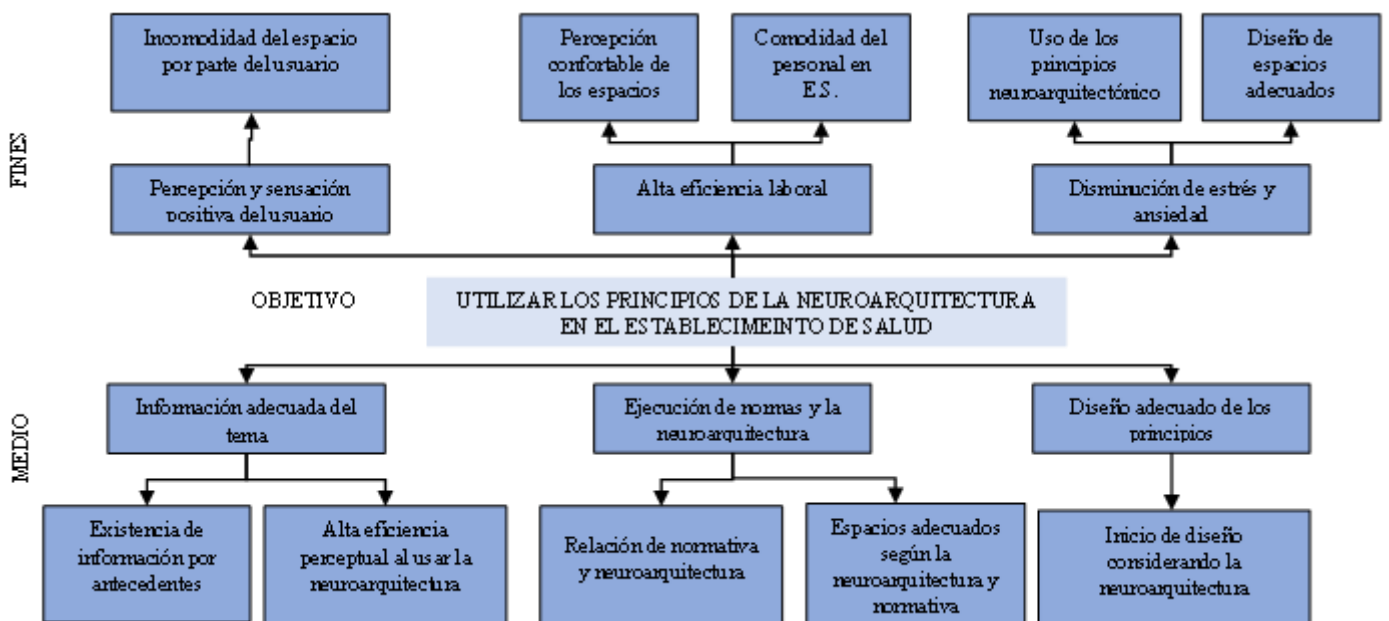 Incomodidad del espacio
por parte del usuario
Percepción
confortable de
los espacios
Comodidad del
personal en
E.S.
Uso de los
principios
neuroarquitectónico
Diseño de
espacios
adecuados
FINES
Percepción y sensación
positiva del usuario
Alta eficiencia laboral
Disminución de estrés y
ansiedad
OBJETIVO
UTILIZAR LOS PRINCIPIOS DE LA NEUROARQUITECTURA
EN EL ESTABLECIMEINTO DE SALUD
MEDIO
Información adecuada del
tema
Ejecución de normas y la
neuroarquitectura
Diseño adecuado de los
principios
Existencia de
información por
antecedentes
Alta eficiencia
perceptual al usar la
neuroarquitectura
Relación de normativa
y neuroarquitectura
Espacios adecuados
según la
neuroarquitectura y
normativa
Inicio de diseño
considerando la
neuroarquitectura